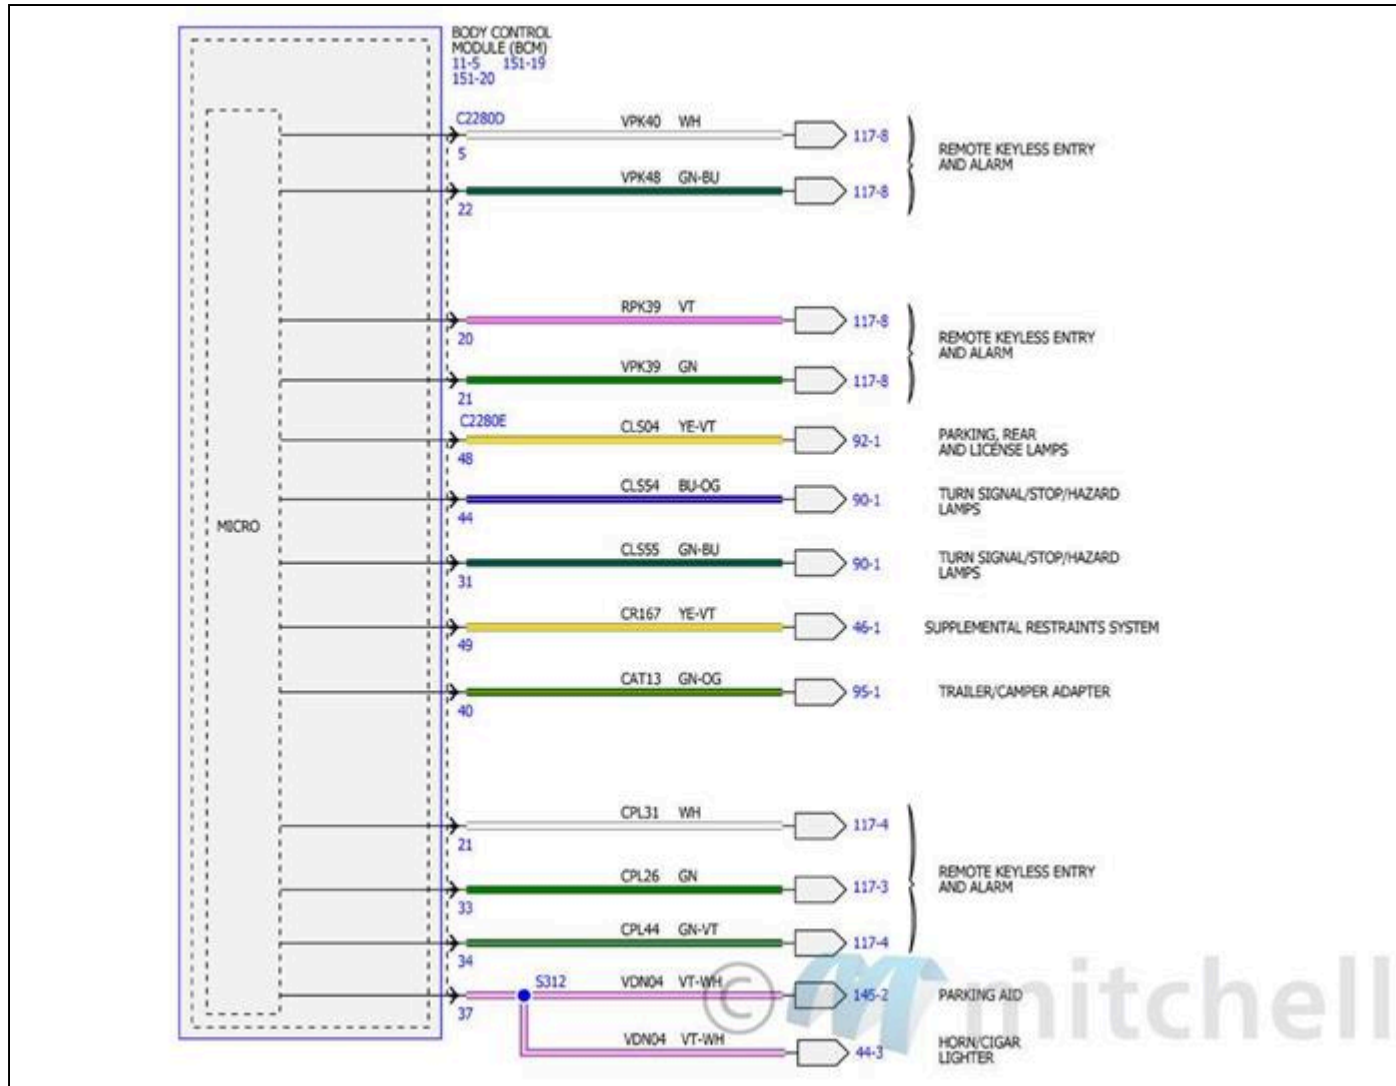 BODY CONTROL
MODULE (BCM)
11-5 151-19
151-20
C2280D
VPK40 WH
5
117-8
VPK48 GN-BU
22
117-8
REMOTE KEYLESS ENTRY
AND ALARM
RPK39 VT
20
117-8
VPK39 GN
21
117-8
REMOTE KEYLESS ENTRY
AND ALARM
C2280E
CLS04 YE-VT
48
92-1
PARKING, REAR
AND LICENSE LAMPS
CLS54 BU-OG
44
90-1
TURN SIGNAL/STOP/HAZARD
LAMPS
MICRO
CLS55 GN-BU
31
90-1
TURN SIGNAL/STOP/HAZARD
LAMPS
CR167 YE-VT
49
46-1
SUPPLEMENTAL RESTRAINTS SYSTEM
CAT13 GN-OG
40
95-1
TRAILER/CAMPER ADAPTER
CPL31 WH
21
117-4
CPL26 GN
33
117-3
CPL44 GN-VT
34
117-4
REMOTE KEYLESS ENTRY
AND ALARM
S312
VDN04 VT-WH
37
145-2
PARKING AID
VDN04 VT-WH
44-3
HORN/CIGAR
LIGHTER
© mitchell